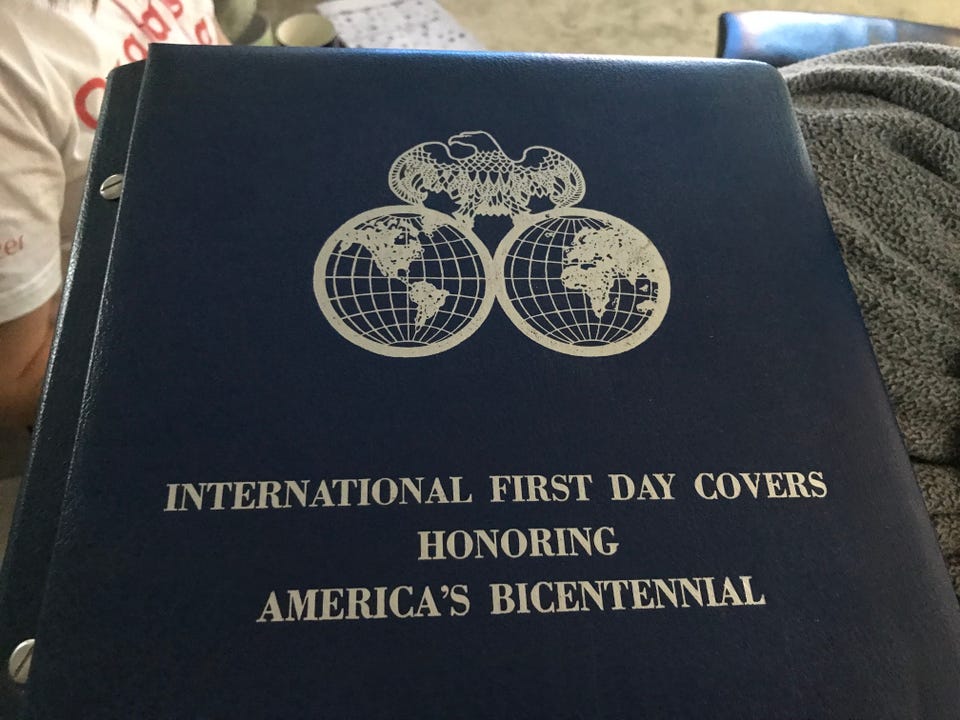 INTERNATIONAL FIRST DAY COVERS
HONORING
AMERICA'S BICENTENNIAL